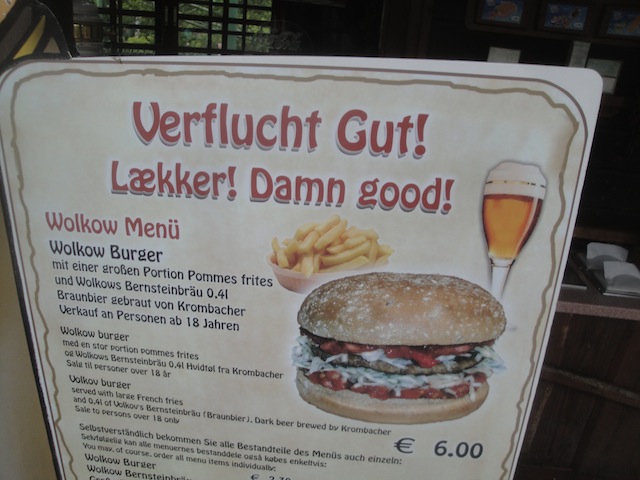 Verflucht Gut!
Lækker! Damn good!
Wolkow Menü
Wolkow Burger
mit einer großen Portion Pommes frites
und Wolkows Bernsteinbräu 0,4l
Braunbier gebraut von Krombacher
Verkauf an Personen ab 18 Jahren
Wolkow burger
med en stor portion pommes frites
og Wolkows Bernsteinbräu 0,4l Hvidtøl fra Krombacher
Salg til personer over 18 år
Volkov burger
served with large French fries
and 0,4l of Volkov's Bernsteinbräu (Braunbier). Dark beer brewed by Krombacher
Sale to persons over 18 only
€ 6.00
Selbstverständlich bekommen Sie alle Bestandteile des Menüs auch einzeln:
Selvfølgelig kan alle menuernes bestanddele også købes enkeltvis:
You may, of course, order all menu items individually:
Wolkow Burger
Wolkow Bernsteinbräu